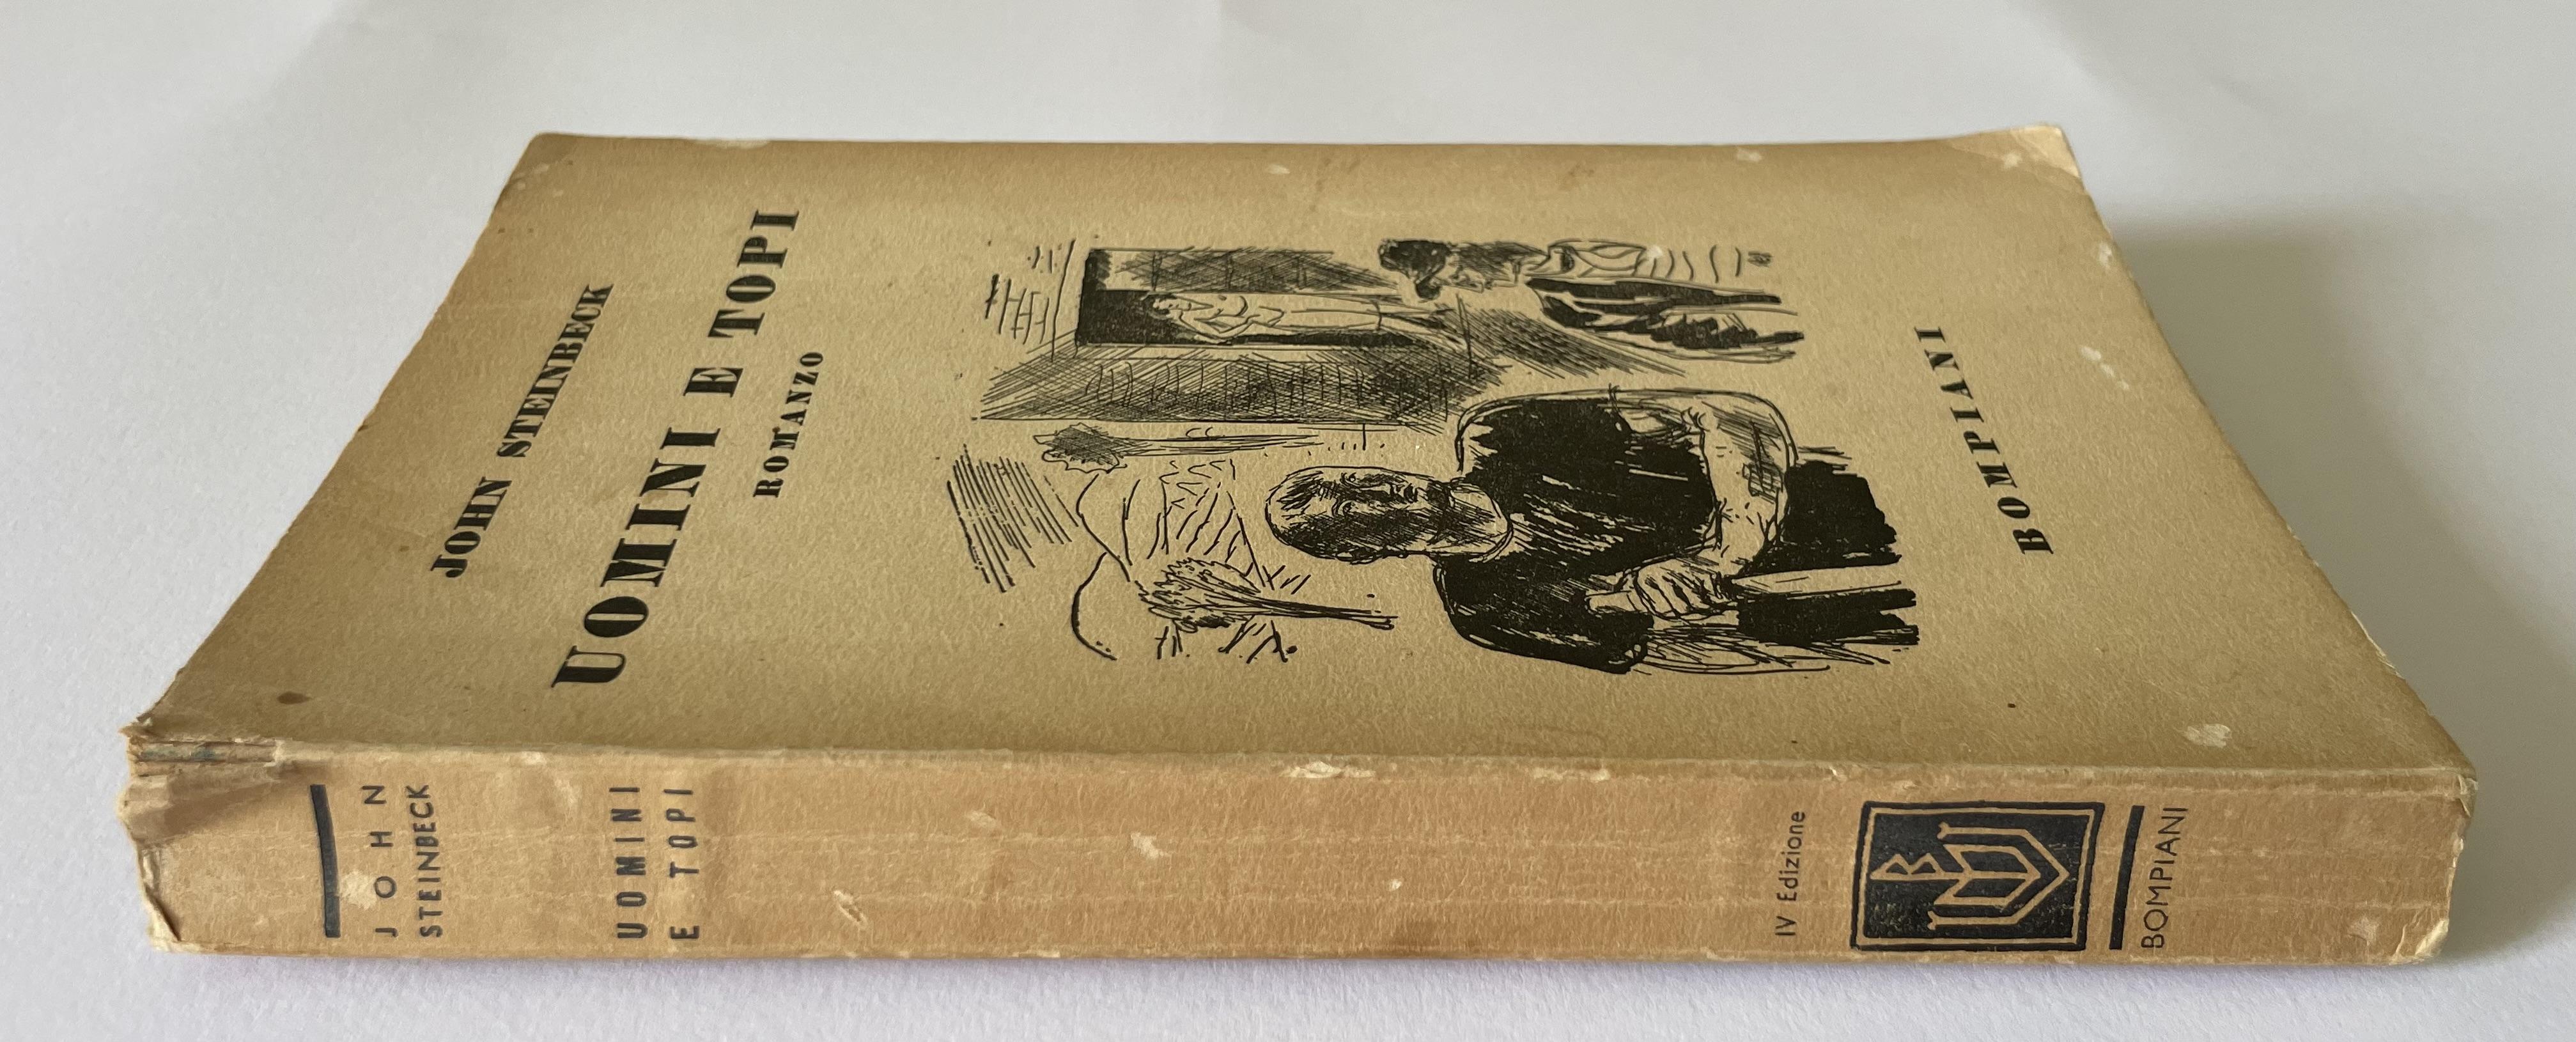 JOHN STEINBECK
UOMINI E TOPI
ROMANZO
BOMPIANI
JOHN
STEINBECK
UOMINI
E TOPI
IV Edizione
B
BOMPIANI